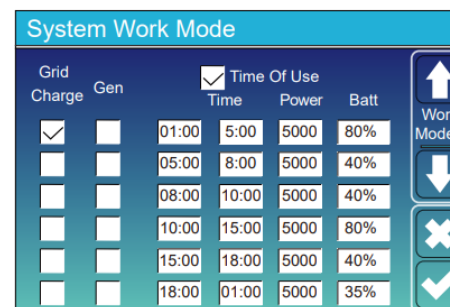 System Work Mode
Grid Charge Gen
Time Of Use
Time Power Batt
01:00 5:00 5000 80%
05:00 8:00 5000 40%
08:00 10:00 5000 40%
10:00 15:00 5000 80%
15:00 18:00 5000 40%
18:00 01:00 5000 35%
Mode